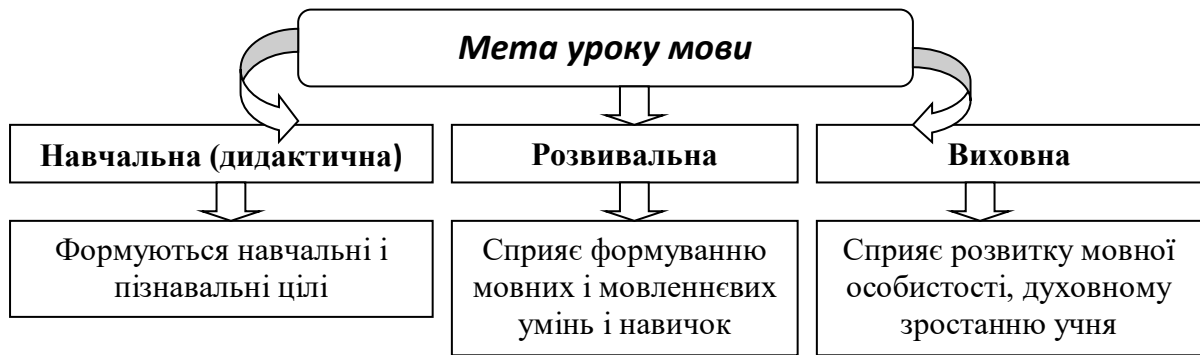 Мета уроку мови
Навчальна (дидактична)
Розвивальна
Виховна
Формуються навчальні і
пізнавальні цілі
Сприяє формуванню
мовних і мовленнєвих
умінь і навичок
Сприяє розвитку мовної
особистості, духовному
зростанню учня